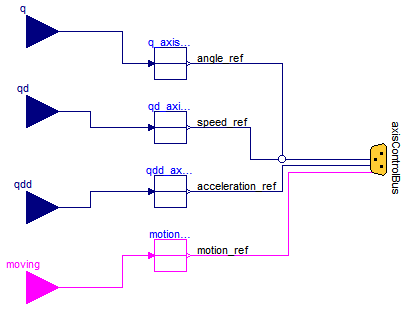 q
q_axis...
angle_ref
qd
qd_axi...
speed_ref
axisControlBus
qdd
qdd_ax...
acceleration_ref
motion...
motion_ref
moving